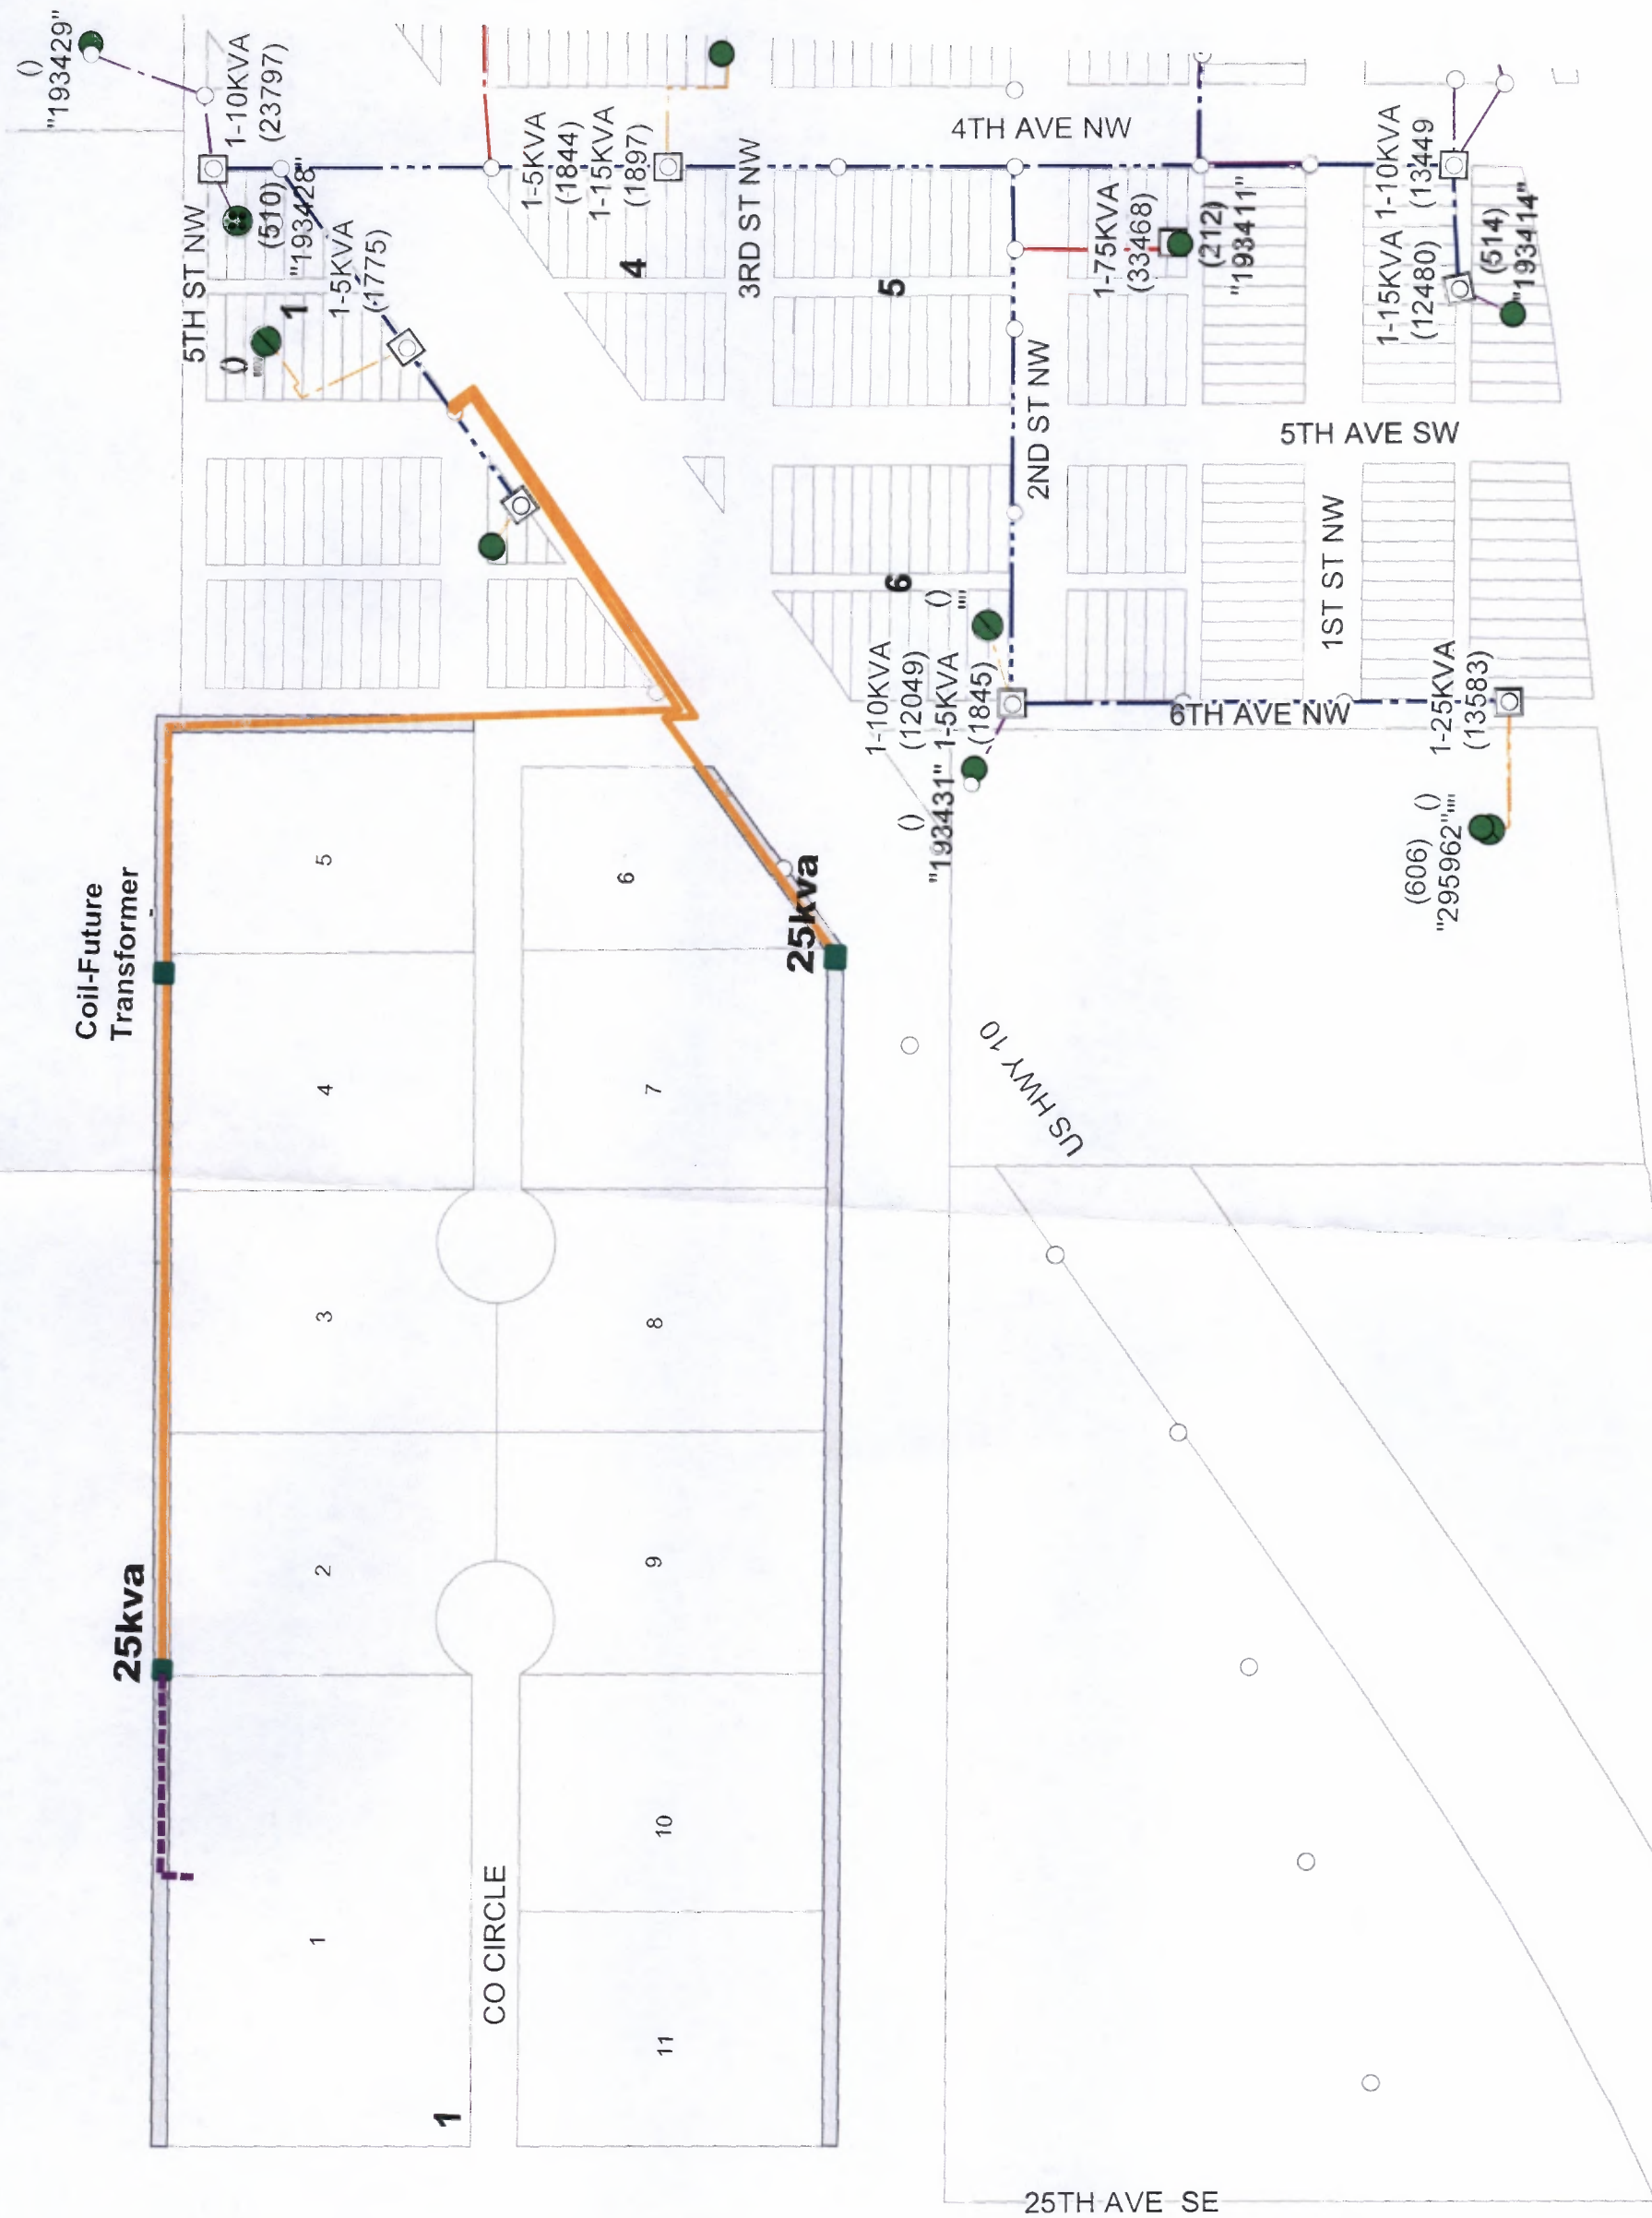 ()
"193429"
5TH ST NW
1-10KVA
(23797)
(510)
"193428"
1
()
""
1-5KVA
(1775)
1-5KVA
(1844)
1-15KVA
(1897)
4
3RD ST NW
4TH AVE NW
5
1-75KVA
(33468)
(212)
"193411"
1-10KVA
(13449
1-15KVA
(12480)
(514)
"193414"
2ND ST NW
5TH AVE SW
6
()
""
1-10KVA
(12049)
1-5KVA
(1845)
()
"193431"
6TH AVE NW
1ST ST NW
1-25KVA
(13583)
(606)
"295962"
()
""
Coil-Future
Transformer
25kva
25kva
5
4
3
2
1
6
7
8
9
10
11
1
CO CIRCLE
US HWY 10
25TH AVE SE